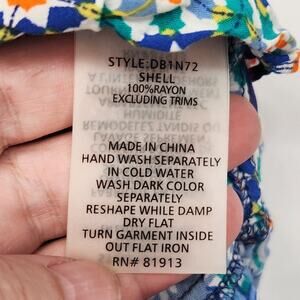 STYLE:DB1N72
SHELL
100%RAYON
EXCLUDING TRIMS
MADE IN CHINA
HAND WASH SEPARATELY
IN COLD WATER
WASH DARK COLOR
SEPARATELY
RESHAPE WHILE DAMP
DRY FLAT
TURN GARMENT INSIDE
OUT FLAT IRON
RN# 81913